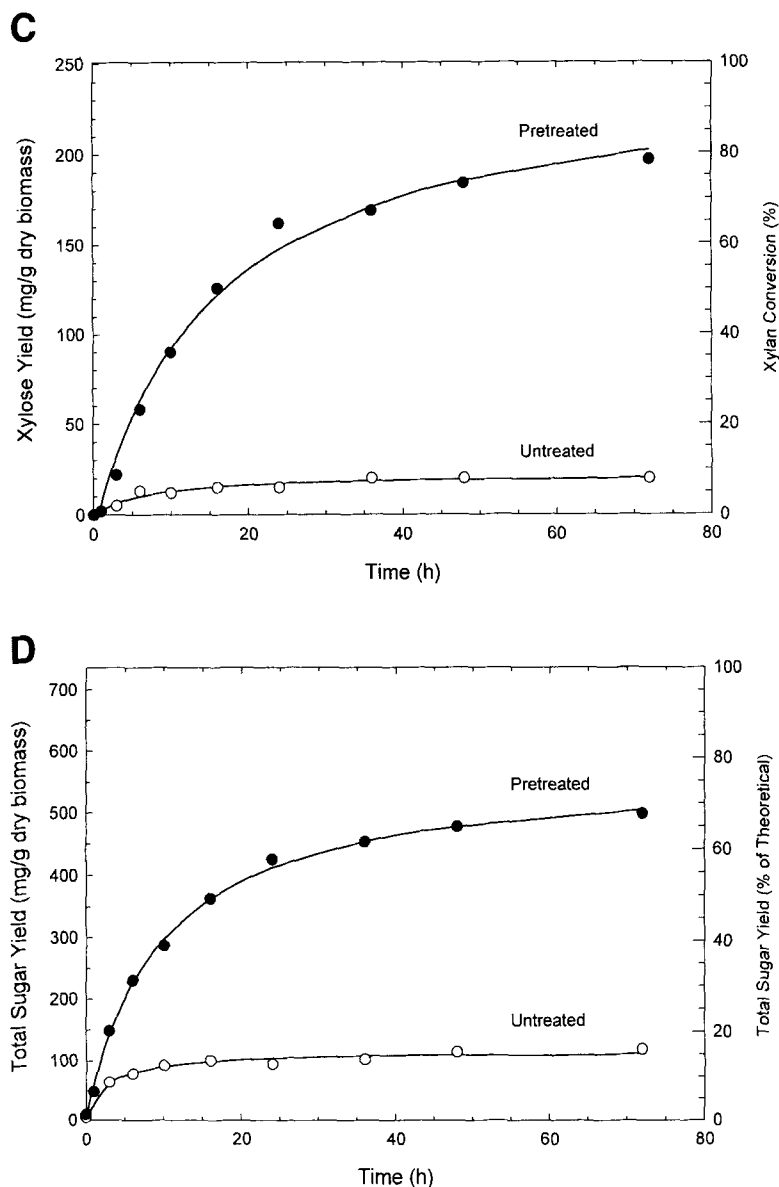 C
Xylose Yield (mg/g dry biomass)
250
200
150
100
50
0
Pretreated
Untreated
100
80
60
40
20
0
Xylan Conversion (%)
0 20 40 60 80
Time (h)
D
Total Sugar Yield (mg/g dry biomass)
700
600
500
400
300
200
100
0
Pretreated
Untreated
100
80
60
40
20
0
Total Sugar Yield (% of Theoretical)
0 20 40 60 80
Time (h)